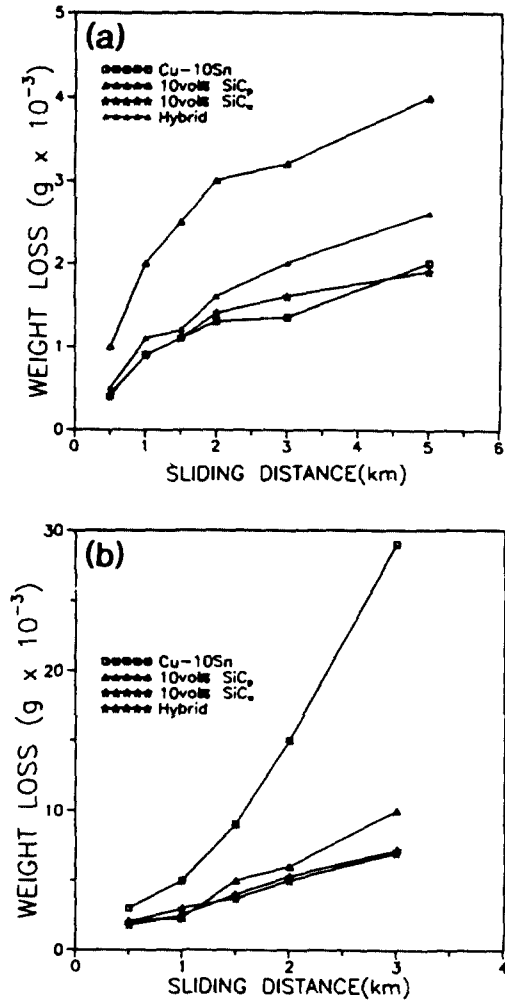 (a)
5
4
3
2
1
0
WEIGHT LOSS (g x 10⁻³)
Cu-10Sn
10vol% SiCp
10vol% SiCw
Hybrid
0 1 2 3 4 5 6
SLIDING DISTANCE(km)
(b)
30
20
10
0
WEIGHT LOSS (g x 10⁻³)
Cu-10Sn
10vol% SiCp
10vol% SiCw
Hybrid
0 1 2 3 4
SLIDING DISTANCE(km)